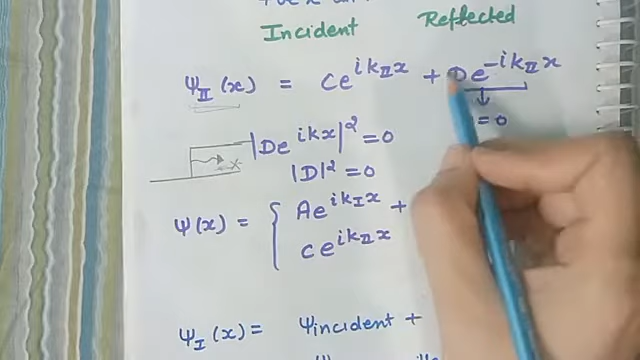 Incident Reflected
Ψ_II (x) = Ce^{ik_II x} + De^{-ik_II x}
= 0
|De^{ikx}|² = 0
|D|² = 0
Ψ(x) = { Ae^{ik_I x} +
Ce^{ik_II x}
Ψ_I (x) = Ψincident +